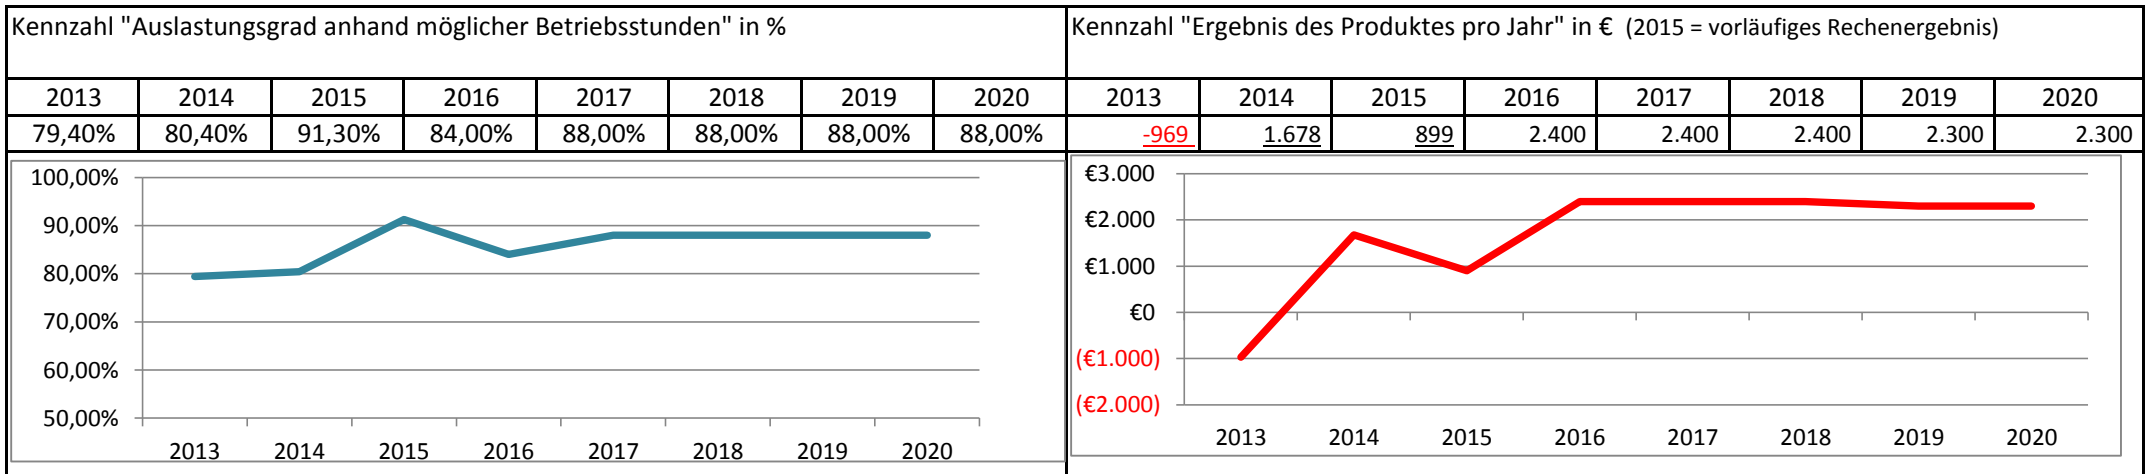 Kennzahl "Auslastungsgrad anhand möglicher Betriebsstunden" in %
2013 2014 2015 2016 2017 2018 2019 2020
79,40% 80,40% 91,30% 84,00% 88,00% 88,00% 88,00% 88,00%
100,00%
90,00%
80,00%
70,00%
60,00%
50,00%
2013 2014 2015 2016 2017 2018 2019 2020
Kennzahl "Ergebnis des Produktes pro Jahr" in € (2015 = vorläufiges Rechenergebnis)
2013 2014 2015 2016 2017 2018 2019 2020
-969 1.678 899 2.400 2.400 2.400 2.300 2.300
€3.000
€2.000
€1.000
€0
(€1.000)
(€2.000)
2013 2014 2015 2016 2017 2018 2019 2020